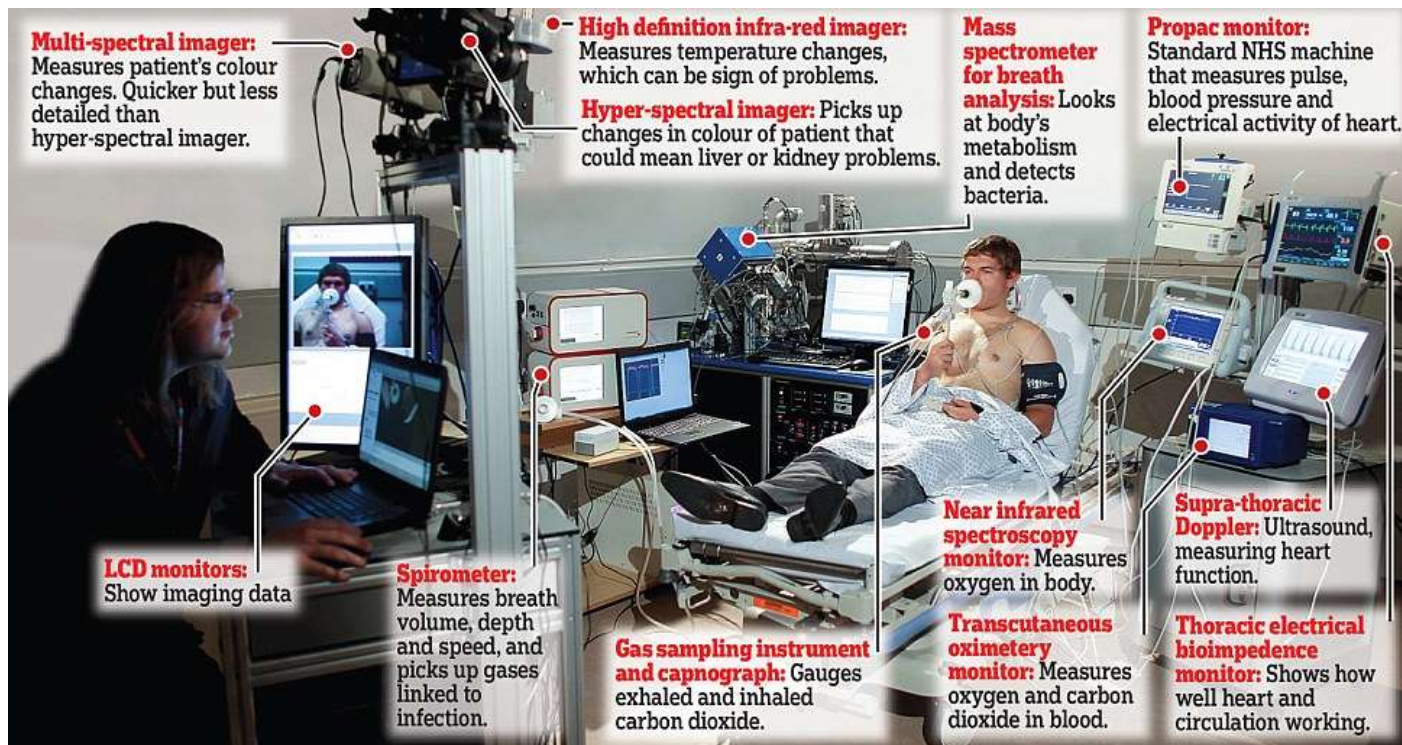 Multi-spectral imager:
Measures patient's colour
changes. Quicker but less
detailed than
hyper-spectral imager.
High definition infra-red imager:
Measures temperature changes,
which can be sign of problems.
Hyper-spectral imager: Picks up
changes in colour of patient that
could mean liver or kidney problems.
Mass
spectrometer
for breath
analysis: Looks
at body's
metabolism
and detects
bacteria.
Propac monitor:
Standard NHS machine
that measures pulse,
blood pressure and
electrical activity of heart.
LCD monitors:
Show imaging data
Spirometer:
Measures breath
volume, depth
and speed, and
picks up gases
linked to
infection.
Gas sampling instrument
and capnograph: Gauges
exhaled and inhaled
carbon dioxide.
Near infrared
spectroscopy
monitor: Measures
oxygen in body.
Transcutaneous
oximetery
monitor: Measures
oxygen and carbon
dioxide in blood.
Supra-thoracic
Doppler: Ultrasound,
measuring heart
function.
Thoracic electrical
bioimpedence
monitor: Shows how
well heart and
circulation working.